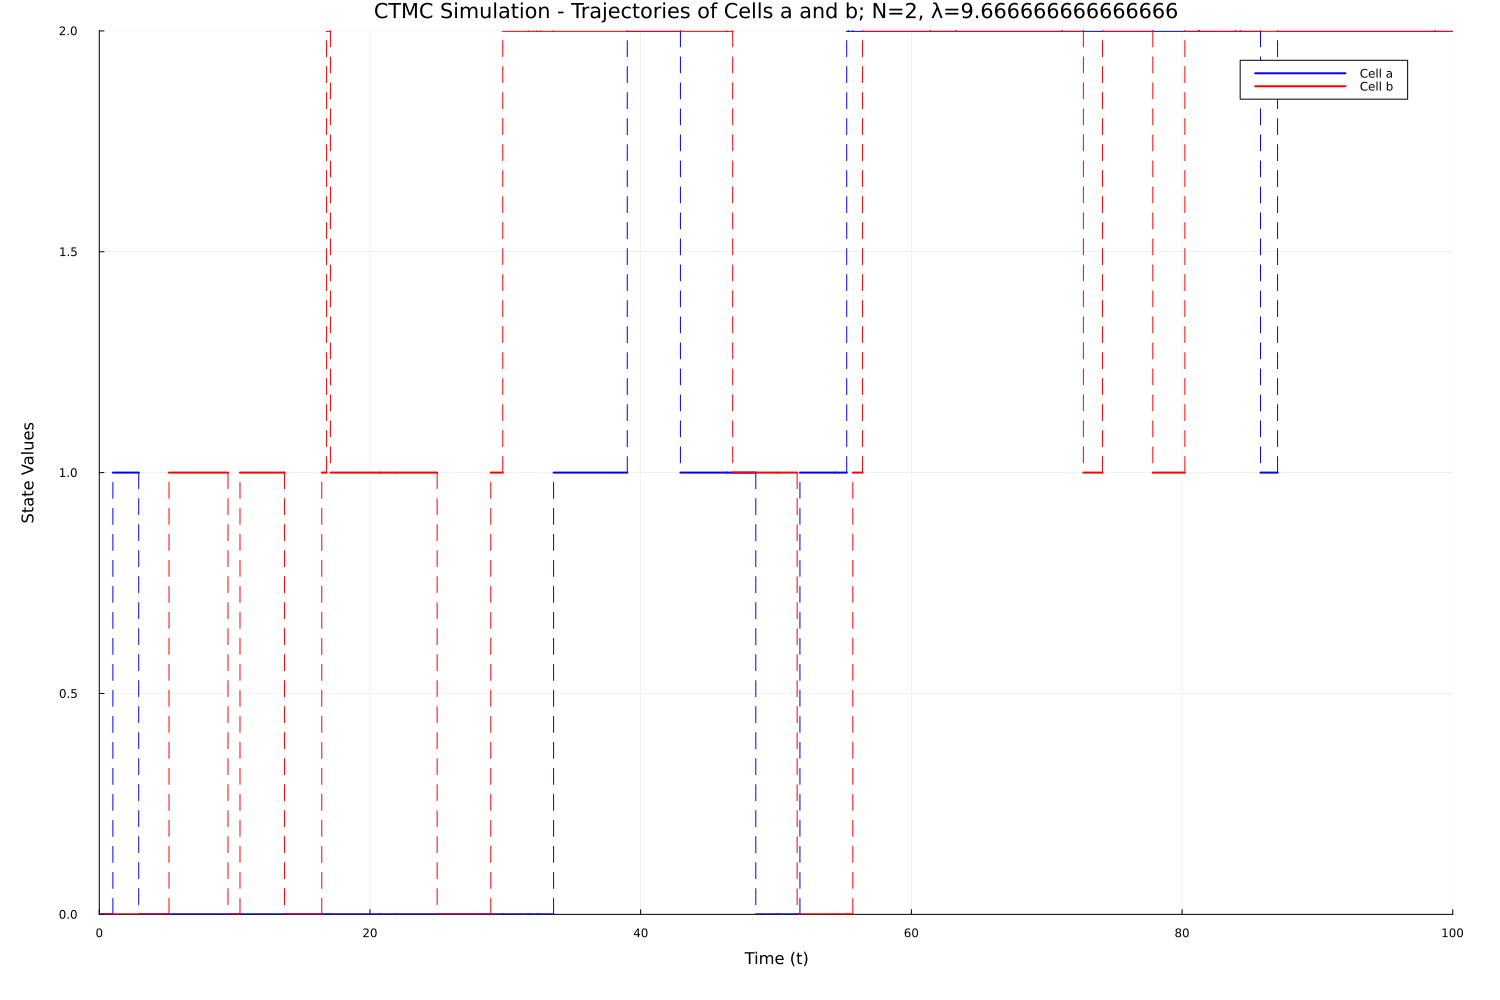 CTMC Simulation - Trajectories of Cells a and b; N=2, λ=9.666666666666666
2.0
Cell a
Cell b
1.5
1.0
State Values
0.5
0.0
0 20 40 60 80 100
Time (t)